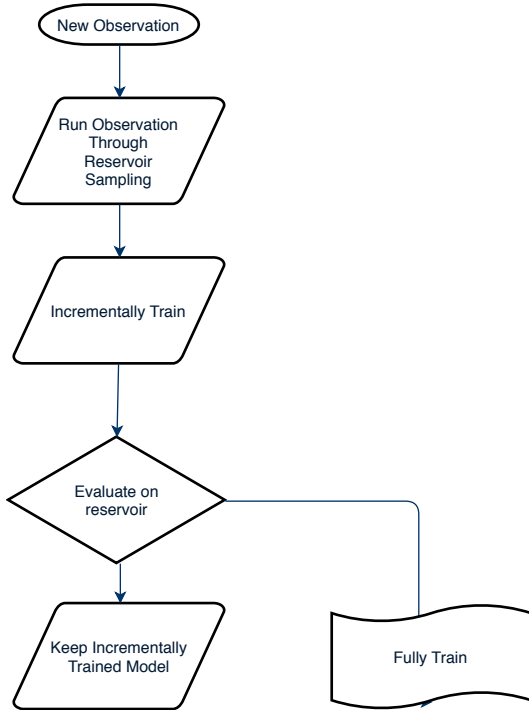 New Observation
Run Observation
Through
Reservoir
Sampling
Incrementally Train
Evaluate on
reservoir
Keep Incrementally
Trained Model
Fully Train